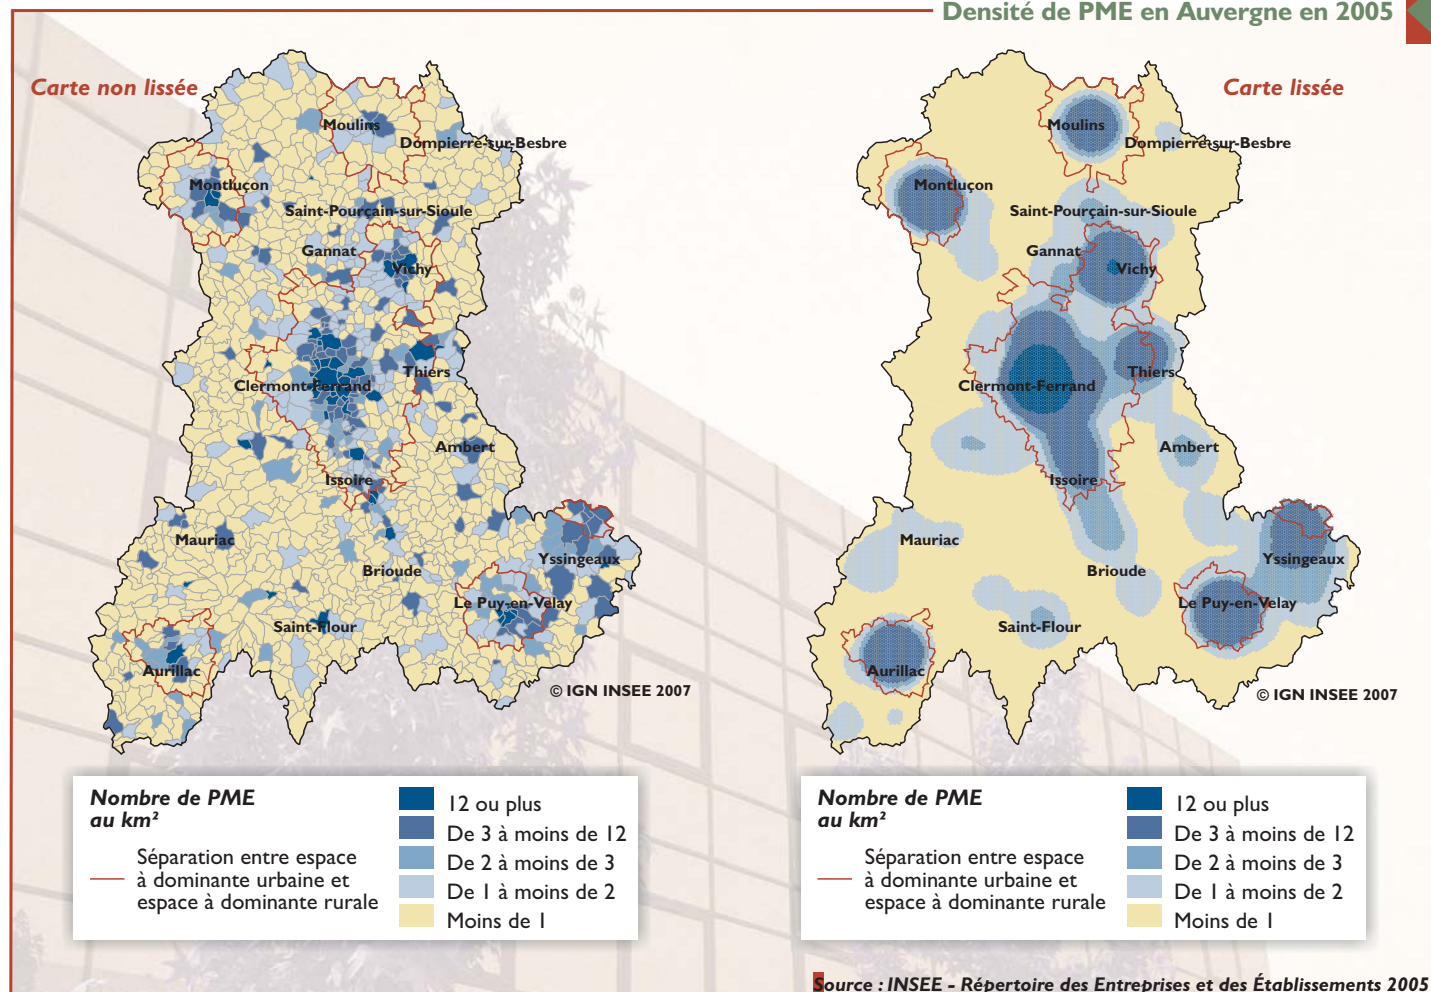 Densité de PME en Auvergne en 2005
Carte non lissée
Moulins
Dompierre-sur-Besbre
Montluçon
Saint-Pourçain-sur-Sioule
Gannat
Vichy
Clermont-Ferrand
Thiers
Ambert
Issoire
Mauriac
Yssingeaux
Brioude
Le Puy-en-Velay
Saint-Flour
Aurillac
© IGN INSEE 2007
Nombre de PME
au km²
Séparation entre espace
à dominante urbaine et
espace à dominante rurale
12 ou plus
De 3 à moins de 12
De 2 à moins de 3
De 1 à moins de 2
Moins de 1
Carte lissée
Moulins
Dompierre-sur-Besbre
Montluçon
Saint-Pourçain-sur-Sioule
Gannat
Vichy
Clermont-Ferrand
Thiers
Ambert
Issoire
Mauriac
Yssingeaux
Brioude
Le Puy-en-Velay
Saint-Flour
Aurillac
© IGN INSEE 2007
Nombre de PME
au km²
Séparation entre espace
à dominante urbaine et
espace à dominante rurale
12 ou plus
De 3 à moins de 12
De 2 à moins de 3
De 1 à moins de 2
Moins de 1
Source : INSEE - Répertoire des Entreprises et des Établissements 2005